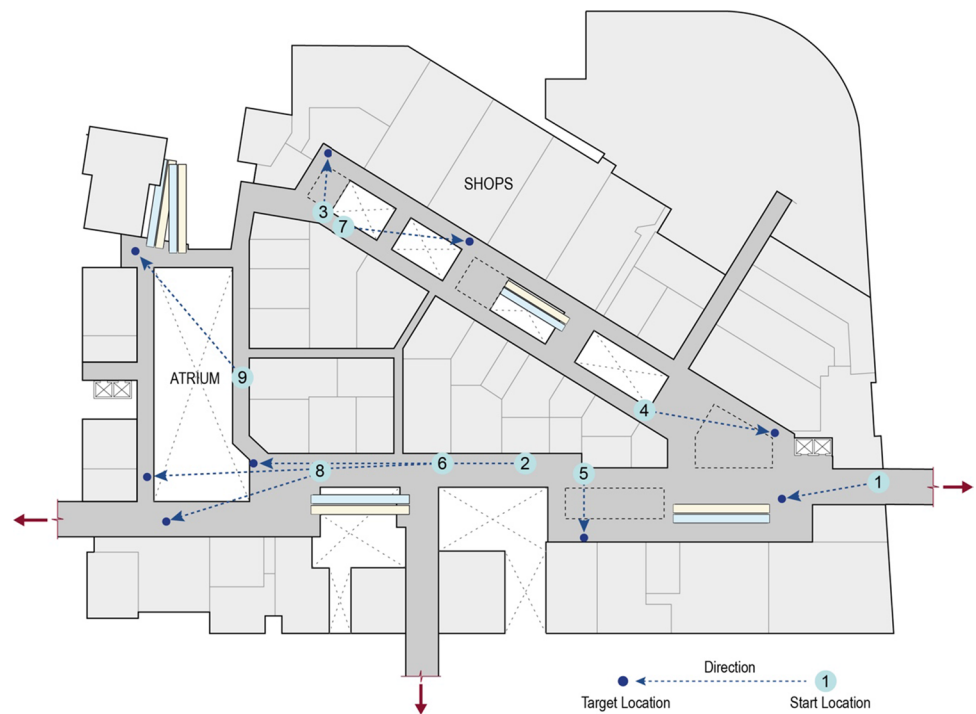 SHOPS
3
7
ATRIUM
9
4
8
6
2
5
1
Direction
1
Target Location
Start Location